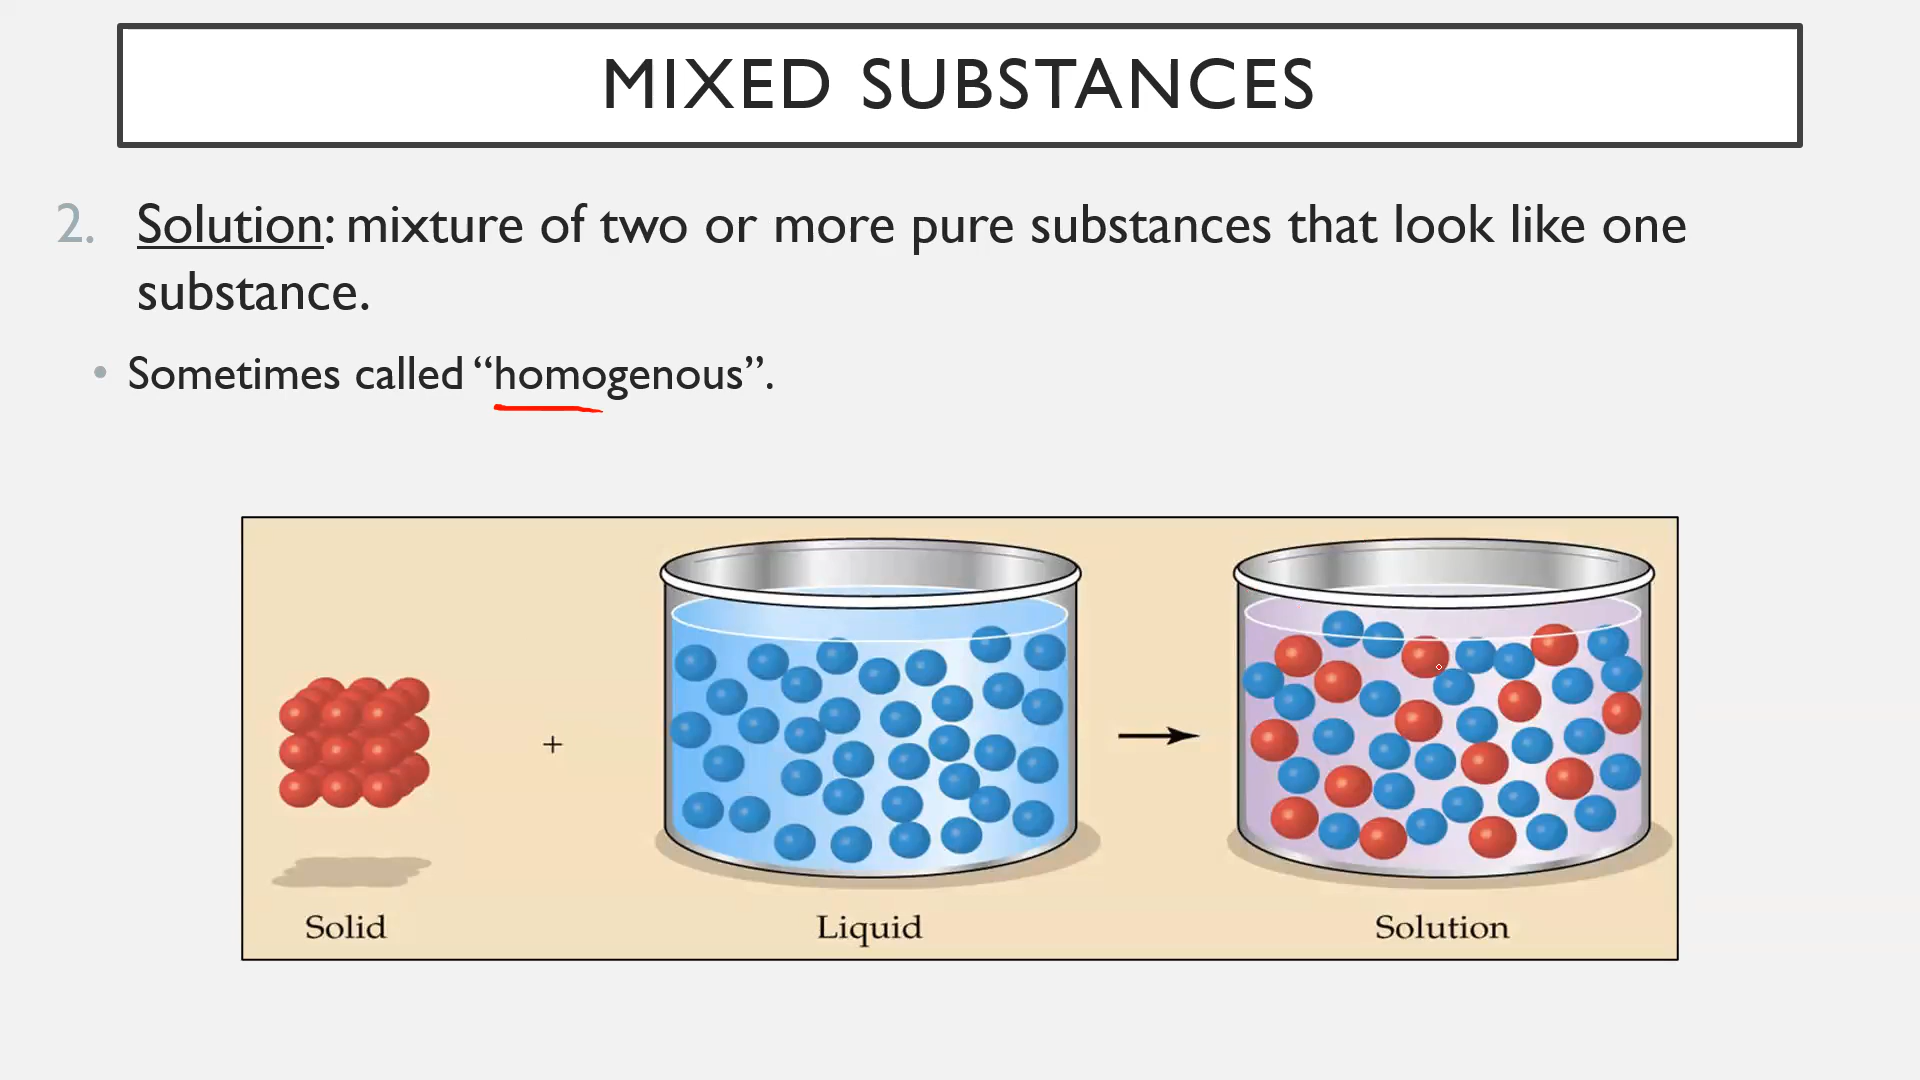 MIXED SUBSTANCES
2. Solution: mixture of two or more pure substances that look like one
substance.
• Sometimes called “homogenous”.
+
Solid
Liquid
Solution